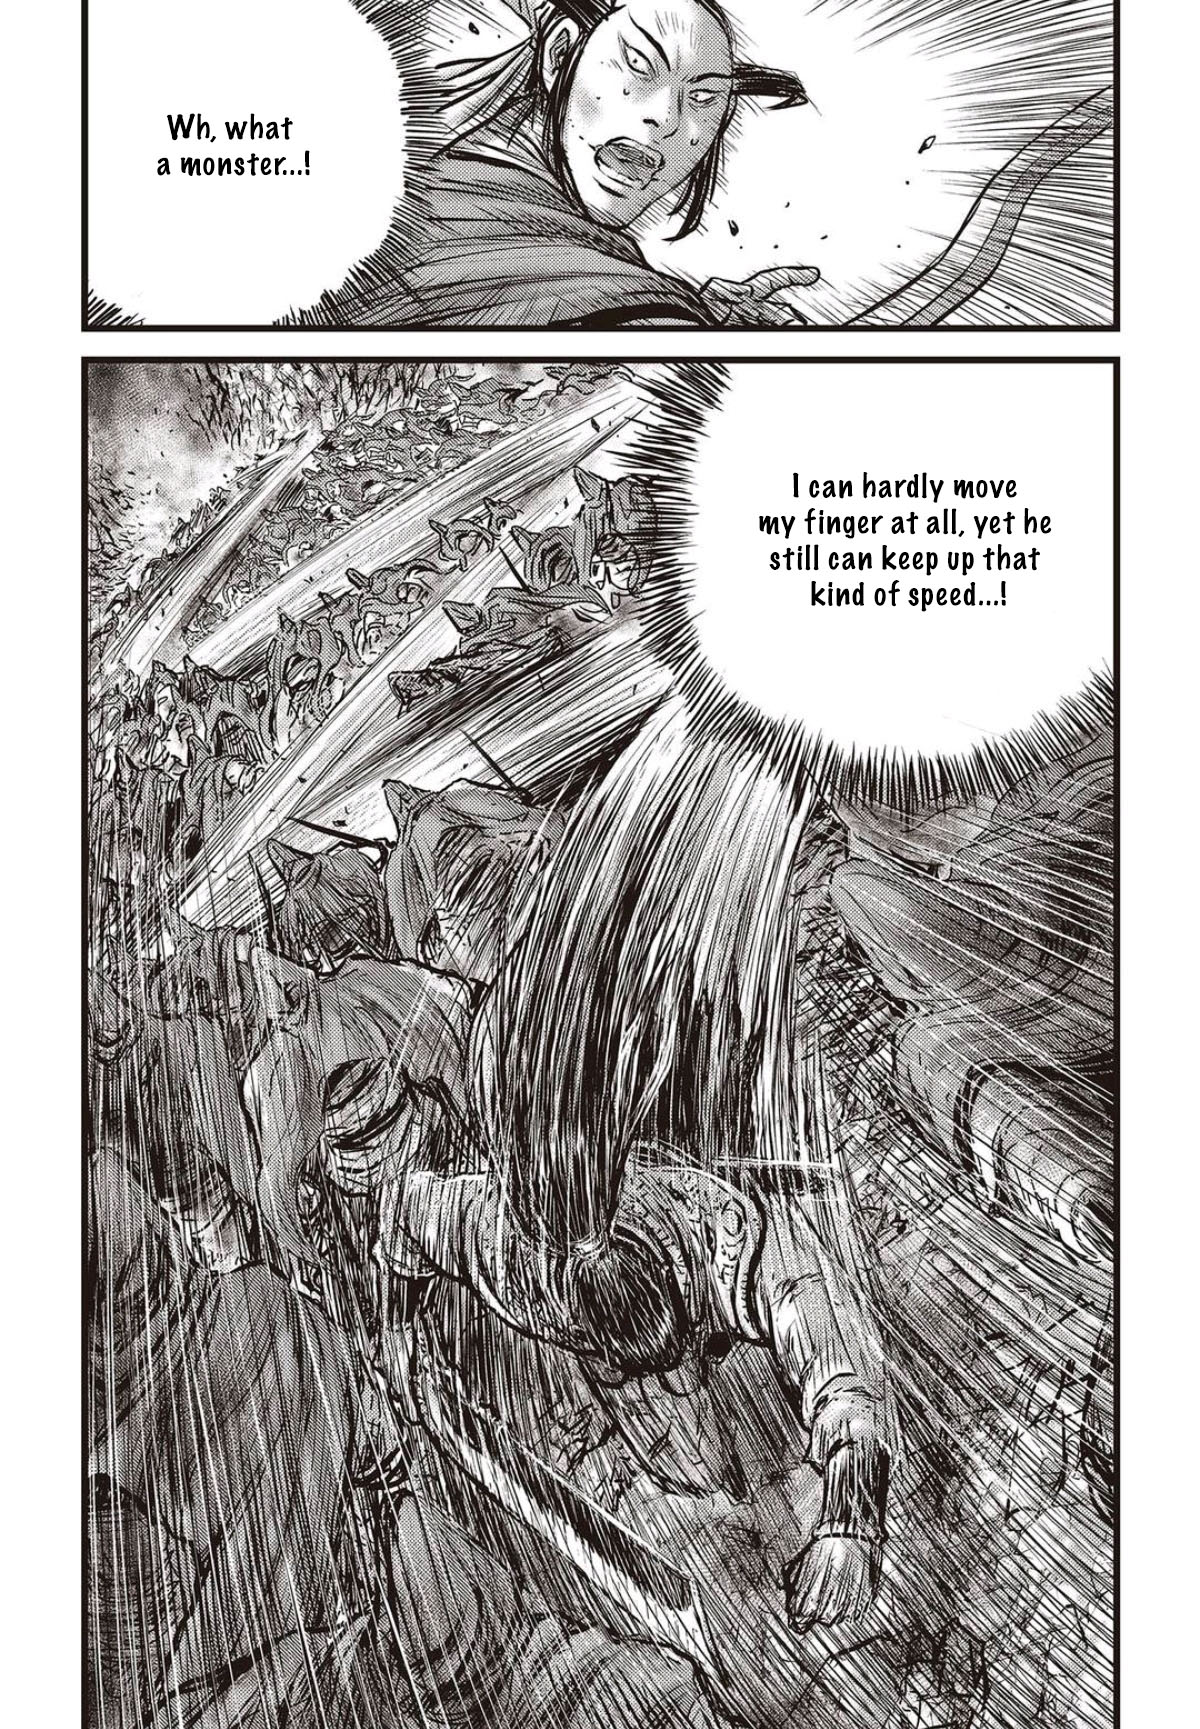 Wh, what
a monster...!
I can hardly move
my finger at all, yet he
still can keep up that
kind of speed...!